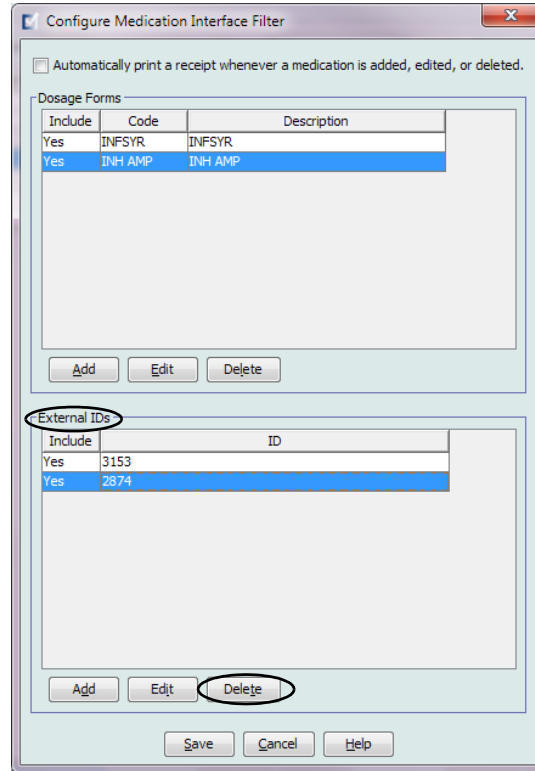 Configure Medication Interface Filter
Automatically print a receipt whenever a medication is added, edited, or deleted.
Dosage Forms
Include Code Description
Yes INFSYR INFSYR
Yes INH AMP INH AMP
Add Edit Delete
External IDs
Include ID
Yes 3153
Yes 2874
Add Edit Delete
Save Cancel Help